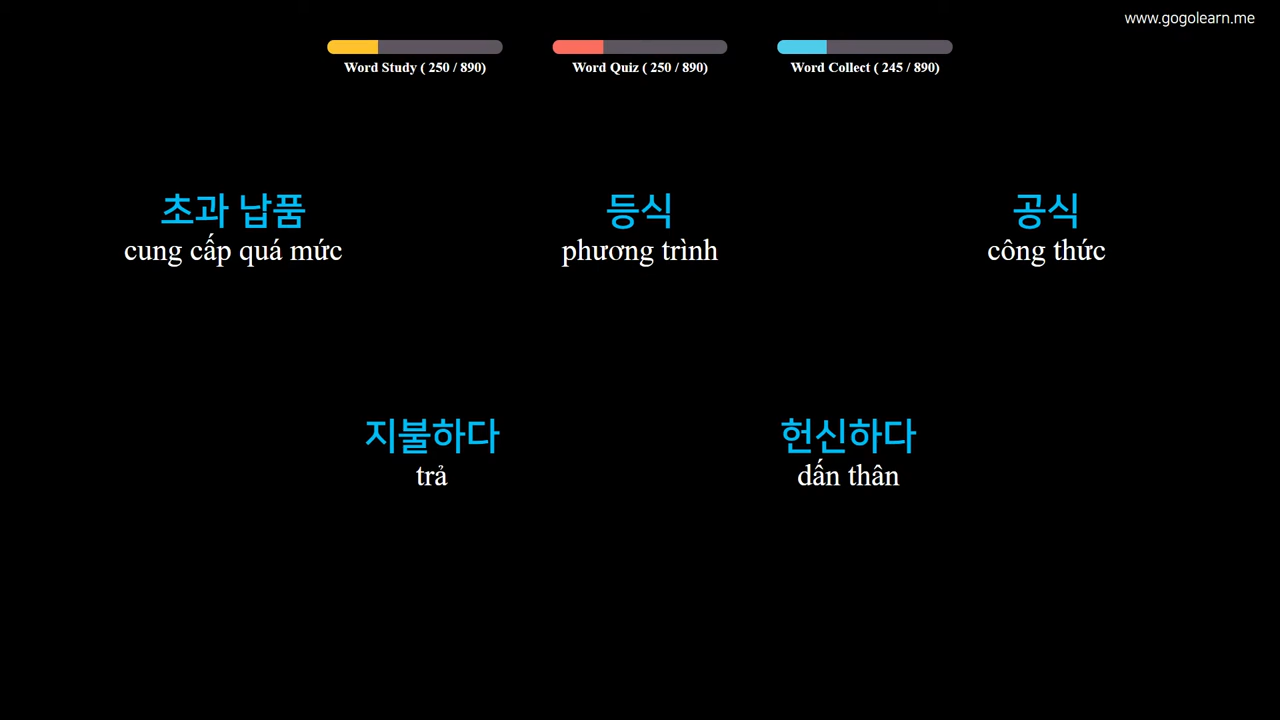 www.gogolearn.me
Word Study ( 250 / 890)
Word Quiz ( 250 / 890)
Word Collect ( 245 / 890)
초과 납품
cung cấp quá mức
등식
phương trình
공식
công thức
지불하다
trả
헌신하다
dấn thân